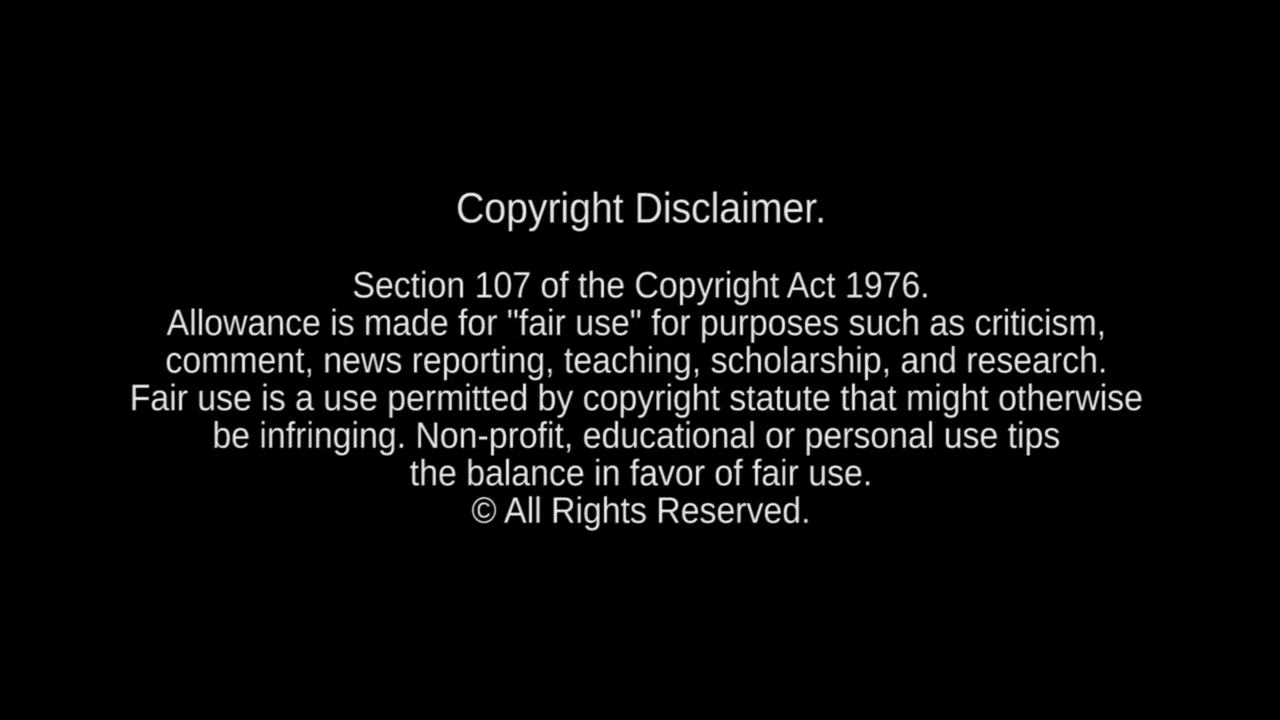 Copyright Disclaimer.
Section 107 of the Copyright Act 1976.
Allowance is made for "fair use" for purposes such as criticism,
comment, news reporting, teaching, scholarship, and research.
Fair use is a use permitted by copyright statute that might otherwise
be infringing. Non-profit, educational or personal use tips
the balance in favor of fair use.
© All Rights Reserved.